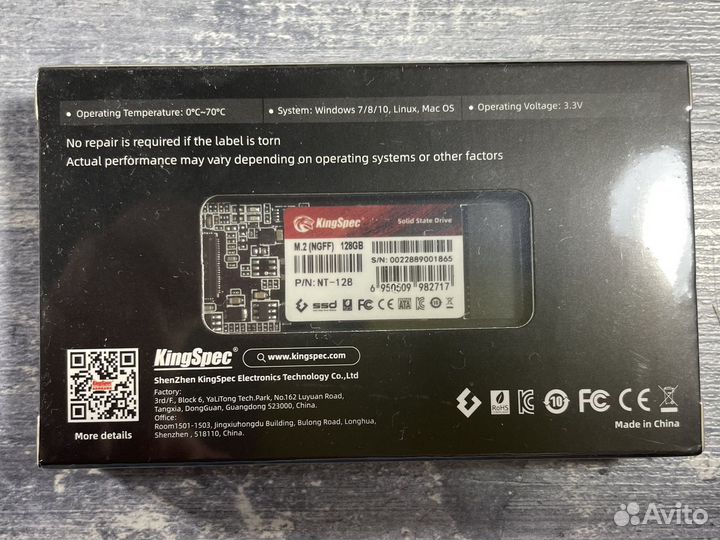 • Operating Temperature: 0°C~70°C • System: Windows 7/8/10, Linux, Mac OS • Operating Voltage: 3.3V
No repair is required if the label is torn
Actual performance may vary depending on operating systems or other factors
KingSpec Solid State Drive
M.2 (NGFF) 128GB
S/N: 0022889001865
P/N: NT-128
6 950509 982717
ssd FC CE SATA
KingSpec® www.kingspec.com
ShenZhen KingSpec Electronics Technology Co.,Ltd
Factory:
3rd/F., Block 6, YaLiTong Tech.Park, No.162 Luyuan Road,
Tangxia, DongGuan, Guangdong 523000, China.
Office:
Room1501-1503, Jingxiuhongdu Building, Bulong Road, Longhua,
Shenzhen , 518110, China.
More details
RoHS 10 FC CE
Made in China
Avito